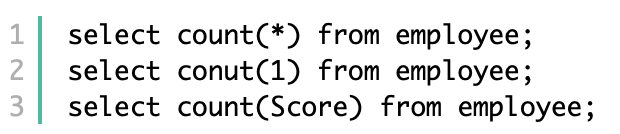 1 select count(*) from employee;
2 select conut(1) from employee;
3 select count(Score) from employee;